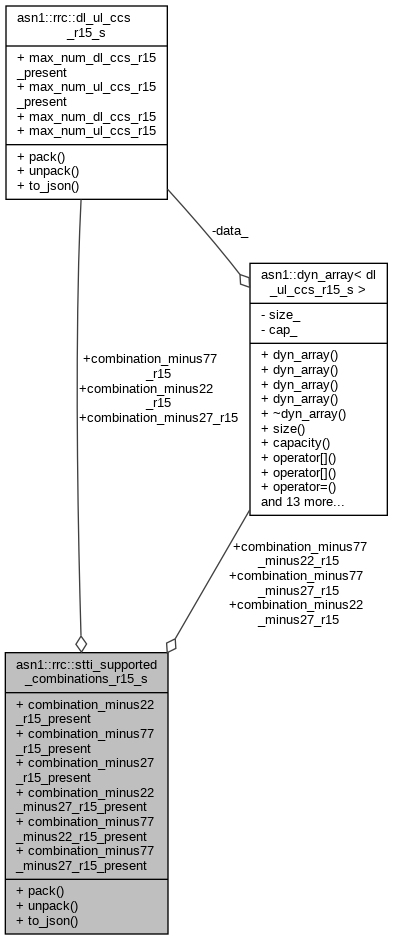 asn1::rrc::dl_ul_ccs
_r15_s
+ max_num_dl_ccs_r15
_present
+ max_num_ul_ccs_r15
_present
+ max_num_dl_ccs_r15
+ max_num_ul_ccs_r15
+ pack()
+ unpack()
+ to_json()
-data_
asn1::dyn_array< dl
_ul_ccs_r15_s >
- size_
- cap_
+ dyn_array()
+ dyn_array()
+ dyn_array()
+ dyn_array()
+ ~dyn_array()
+ size()
+ capacity()
+ operator[]()
+ operator[]()
+ operator=()
and 13 more...
+combination_minus77
_r15
+combination_minus22
_r15
+combination_minus27_r15
+combination_minus77
_minus22_r15
+combination_minus77
_minus27_r15
+combination_minus22
_minus27_r15
asn1::rrc::stti_supported
_combinations_r15_s
+ combination_minus22
_r15_present
+ combination_minus77
_r15_present
+ combination_minus27
_r15_present
+ combination_minus22
_minus27_r15_present
+ combination_minus77
_minus22_r15_present
+ combination_minus77
_minus27_r15_present
+ pack()
+ unpack()
+ to_json()